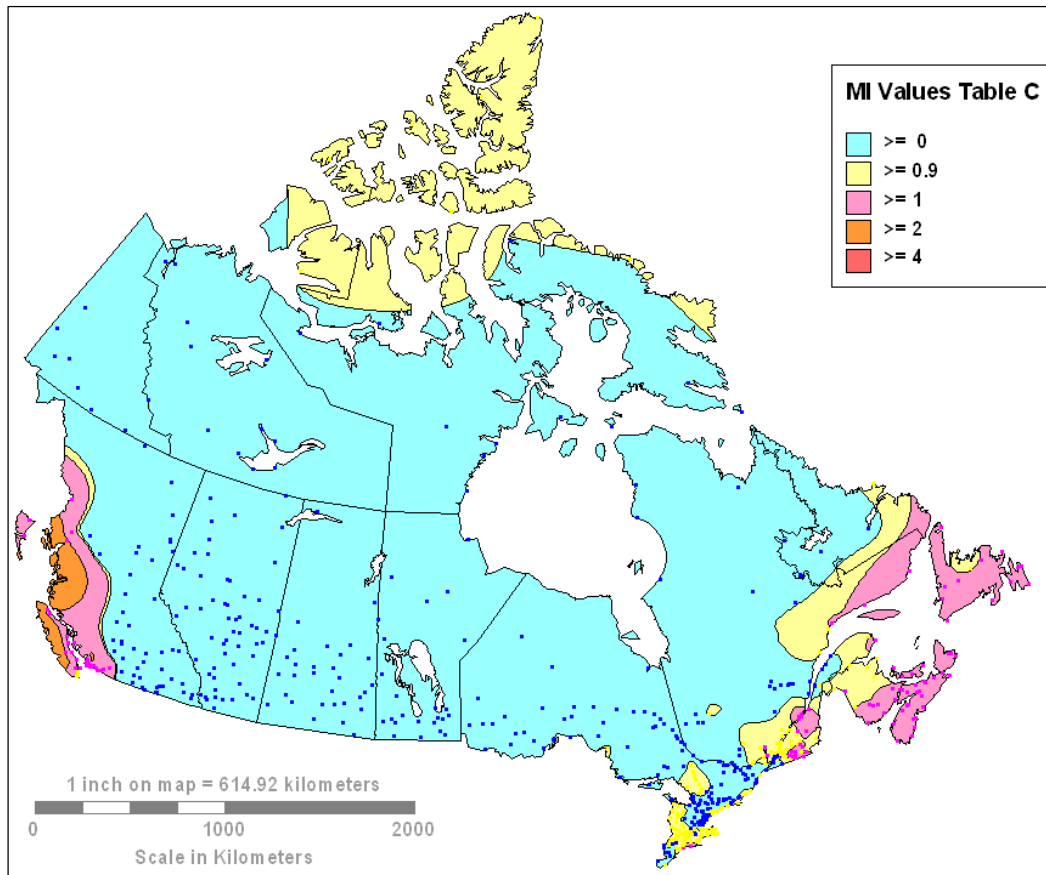 MI Values Table C
>= 0
>= 0.9
>= 1
>= 2
>= 4
1 inch on map = 614.92 kilometers
0 1000 2000
Scale in Kilometers